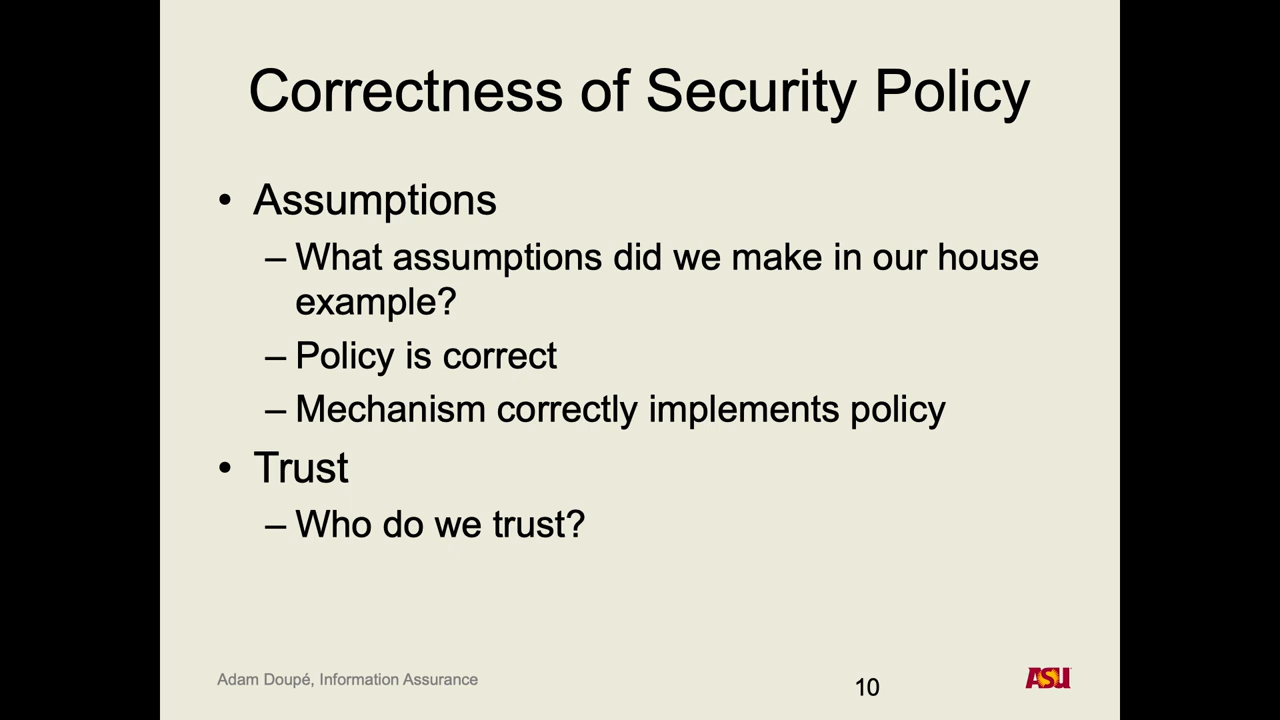 Correctness of Security Policy
• Assumptions
– What assumptions did we make in our house
example?
– Policy is correct
– Mechanism correctly implements policy
• Trust
– Who do we trust?
Adam Doupé, Information Assurance
10
ASU